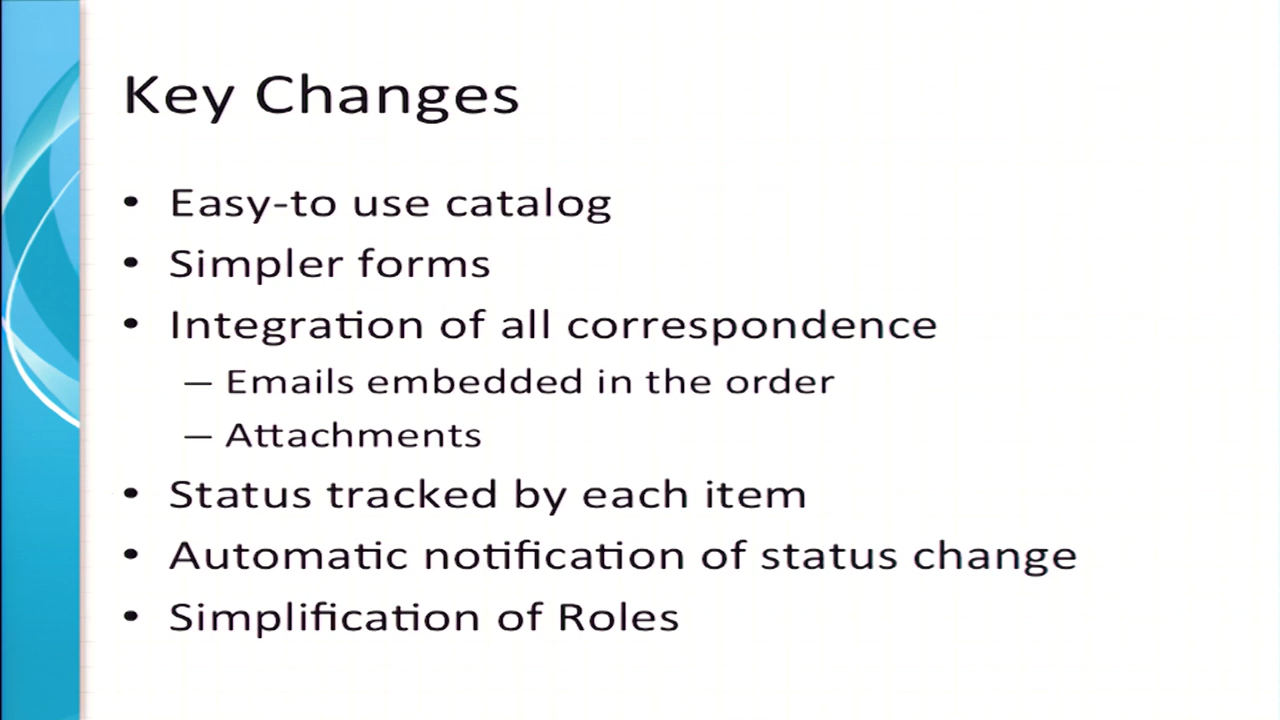 Key Changes
• Easy-to use catalog
• Simpler forms
• Integration of all correspondence
– Emails embedded in the order
– Attachments
• Status tracked by each item
• Automatic notification of status change
• Simplification of Roles